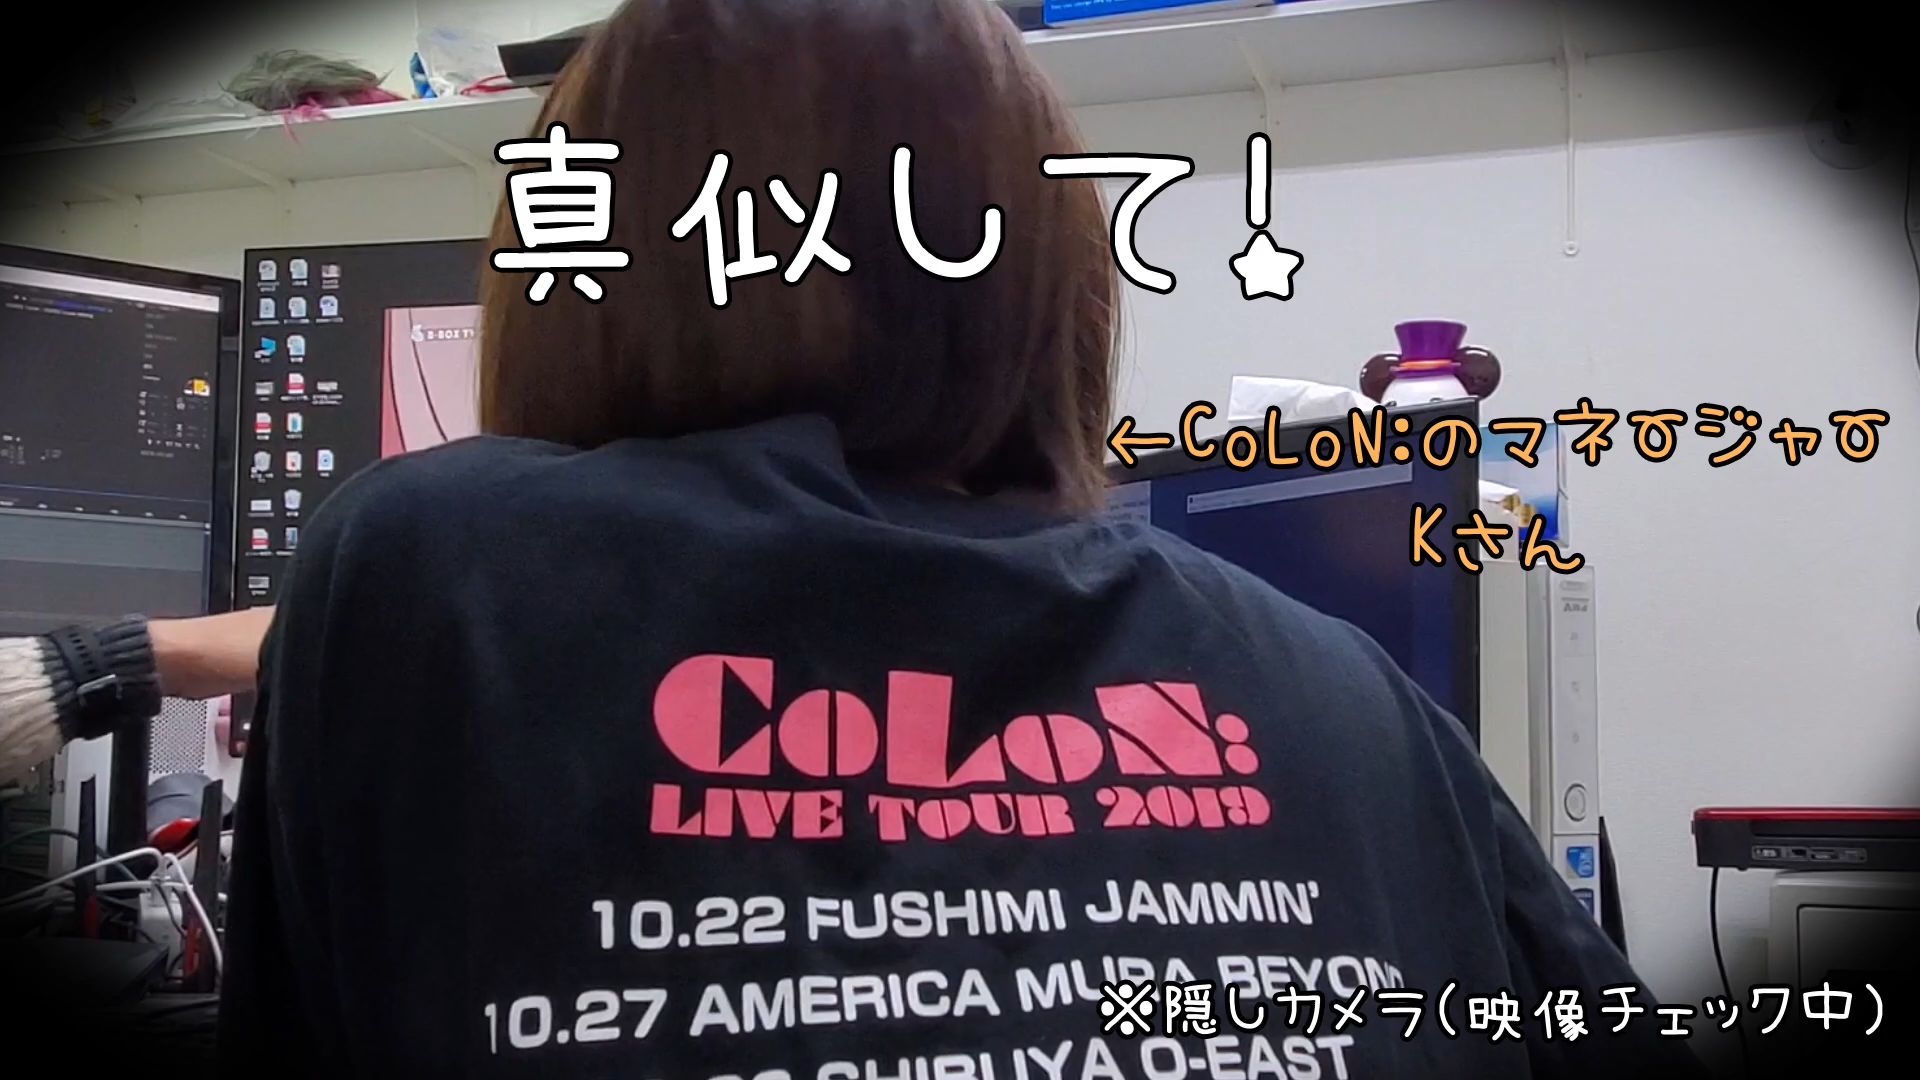 真似して!
B-BOX TV
←CoLoN:のマネージャー
Kさん
CoLoN:
LIVE TOUR 2019
10.22 FUSHIMI JAMMIN'
10.27 AMERICA MURA BEYOND
SHIBUYA O-EAST
※隠しカメラ(映像チェック中)